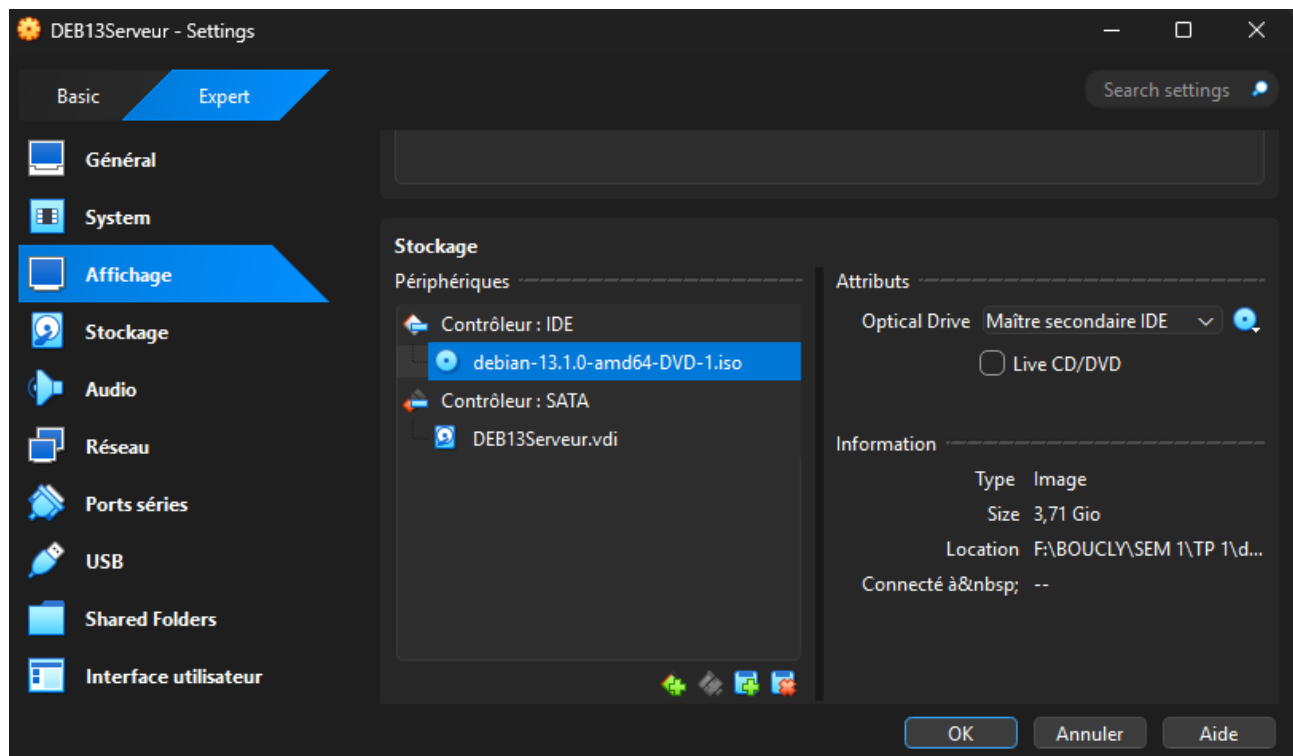 DEB13Serveur - Settings
Basic
Expert
Search settings
Général
System
Affichage
Stockage
Audio
Réseau
Ports séries
USB
Shared Folders
Interface utilisateur
Stockage
Périphériques
Contrôleur : IDE
debian-13.1.0-amd64-DVD-1.iso
Contrôleur : SATA
DEB13Serveur.vdi
Attributs
Optical Drive Maître secondaire IDE
Live CD/DVD
Information
Type Image
Size 3,71 Gio
Location F:\BOUCLY\SEM 1\TP 1\d...
Connecté à&nbsp; --
OK
Annuler
Aide